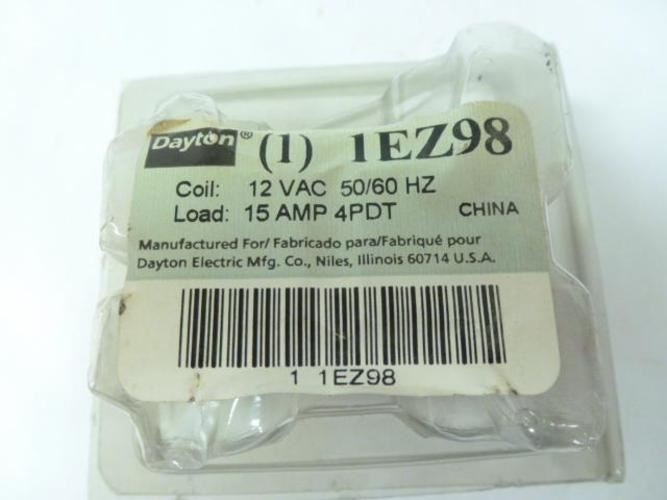 Dayton® (1) 1EZ98
Coil: 12 VAC 50/60 HZ
Load: 15 AMP 4PDT CHINA
Manufactured For/ Fabricado para/Fabriqué pour
Dayton Electric Mfg. Co., Niles, Illinois 60714 U.S.A.
1 1EZ98